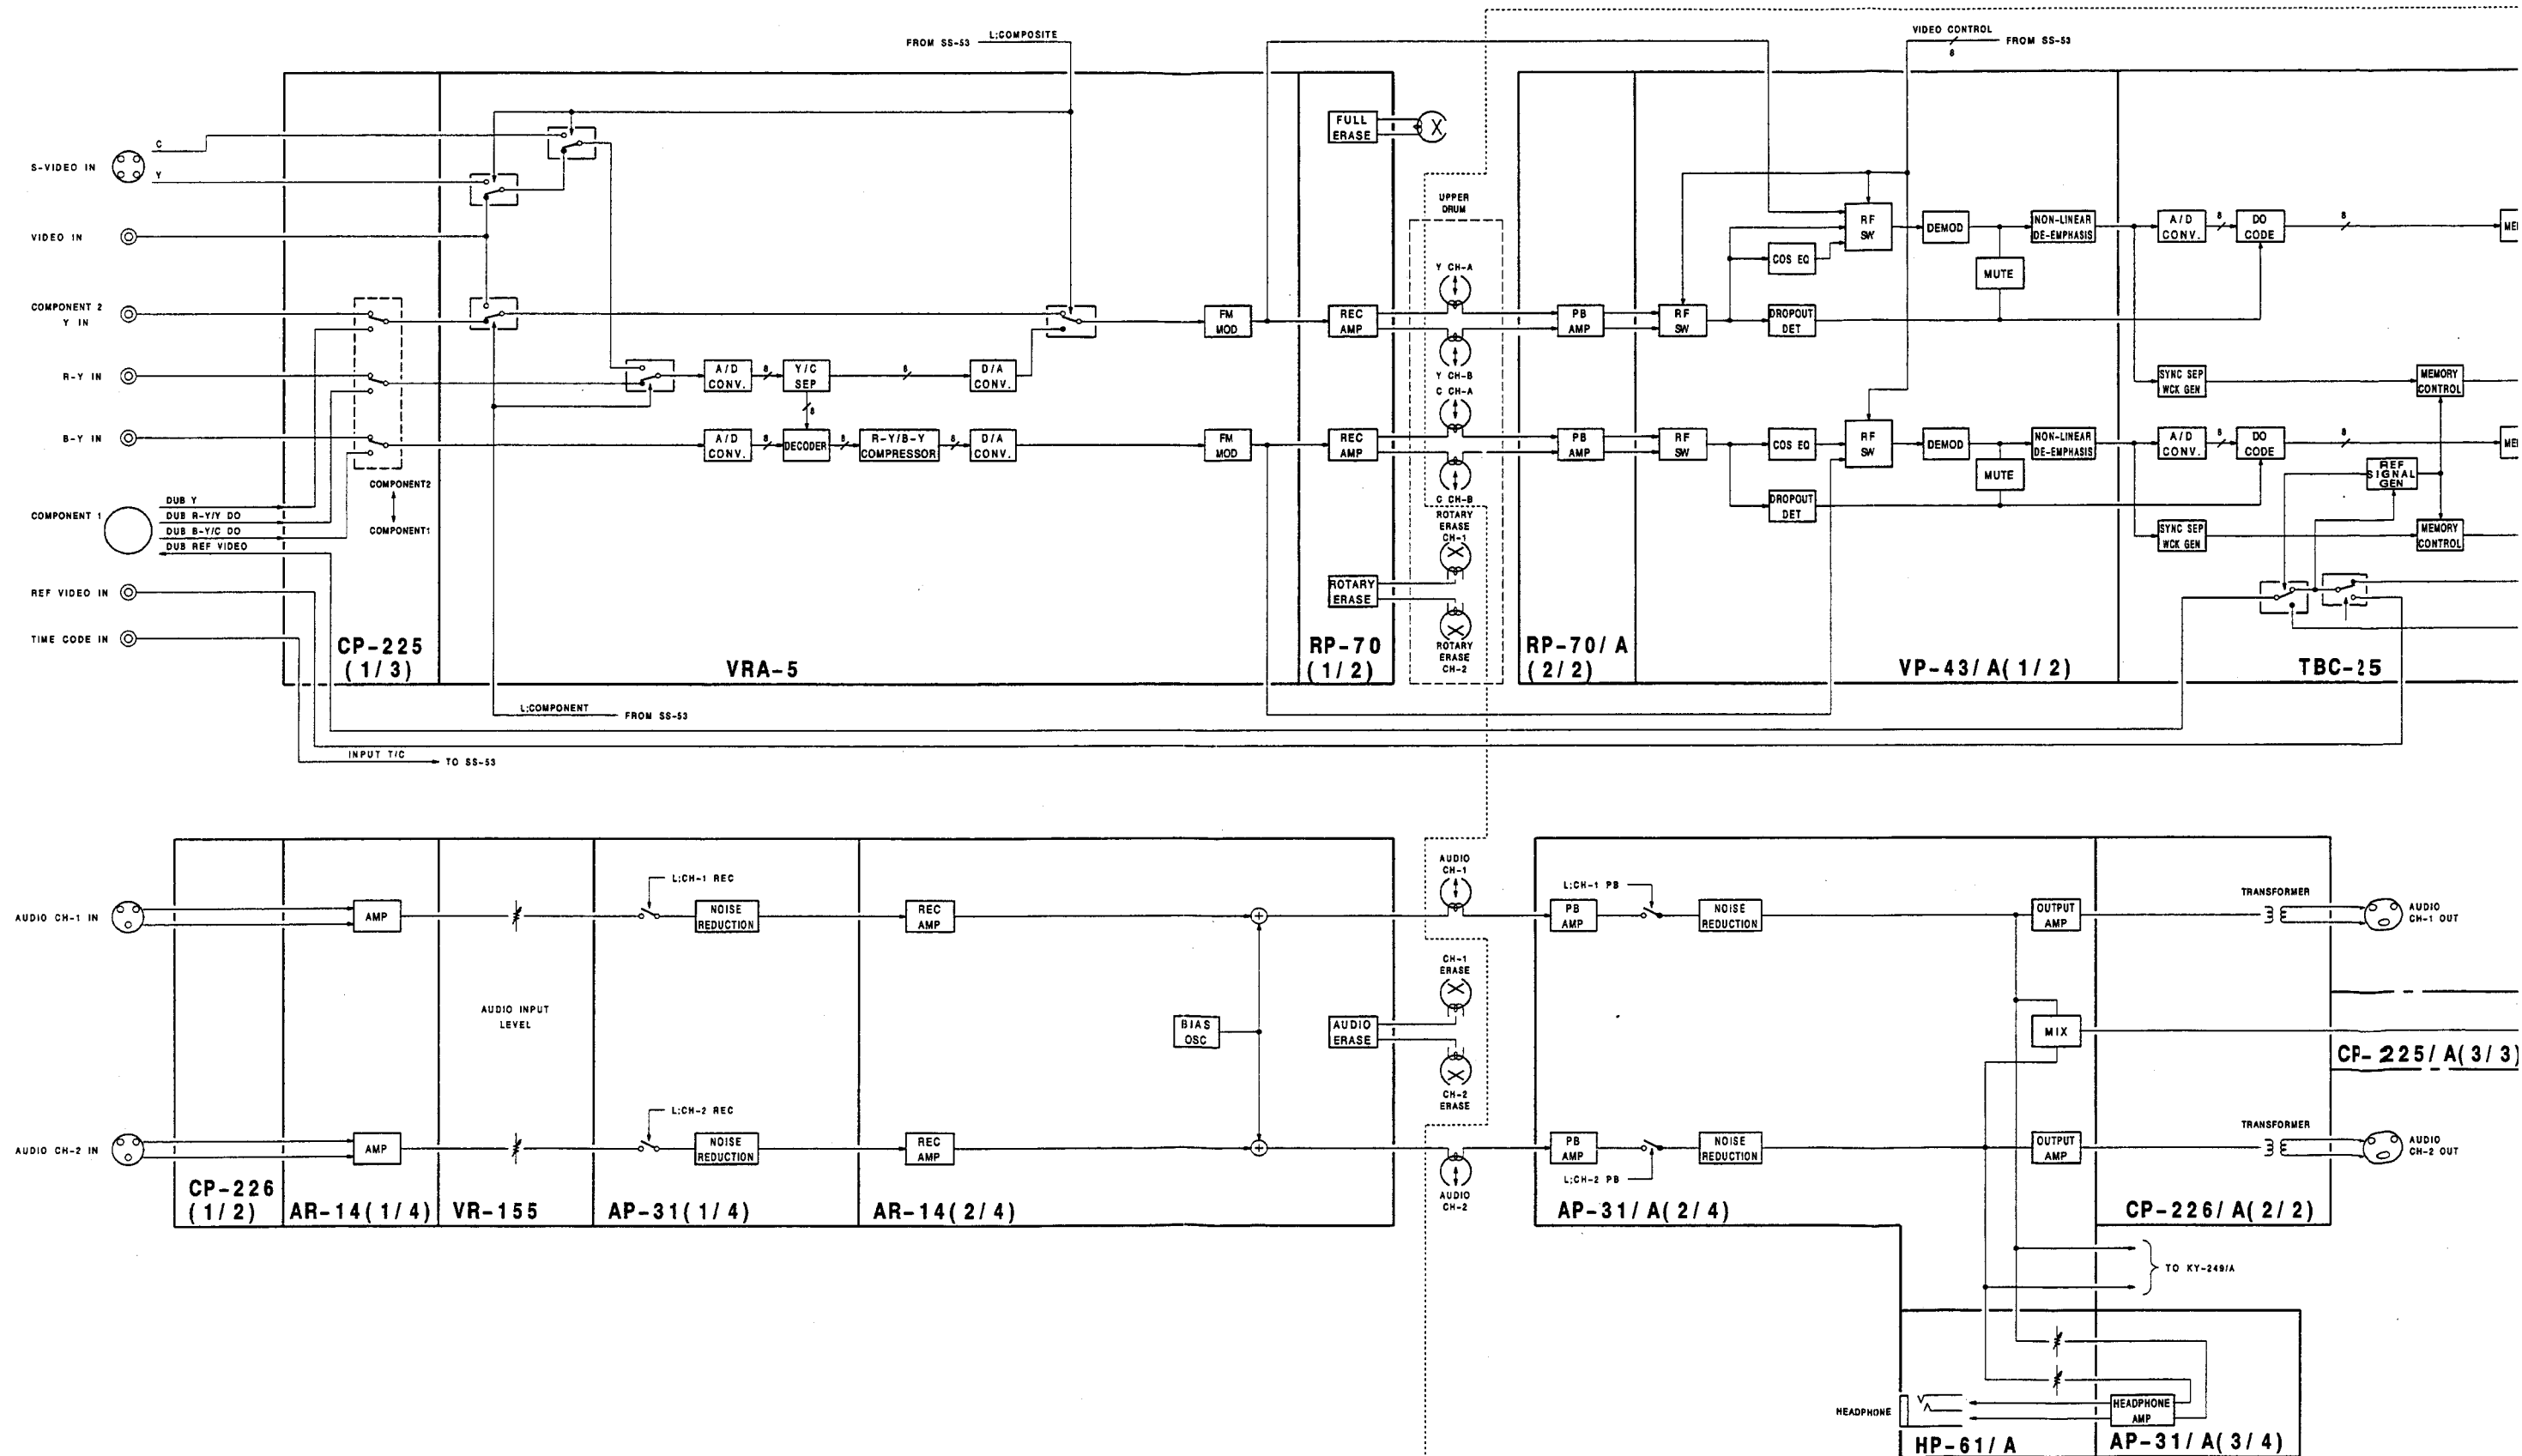 FROM SS-53
L;COMPOSITE
VIDEO CONTROL
8
FROM SS-53
S-VIDEO IN
C
Y
VIDEO IN
COMPONENT 2
Y IN
R-Y IN
B-Y IN
COMPONENT 1
DUB Y
DUB R-Y/Y DO
DUB B-Y/C DO
DUB REF VIDEO
REF VIDEO IN
TIME CODE IN
COMPONENT2
COMPONENT1
CP-225
(1/3)
A/D
CONV.
8
Y/C
SEP
8
D/A
CONV.
8
A/D
CONV.
8
DECODER
8
R-Y/B-Y
COMPRESSOR
8
D/A
CONV.
FM
MOD
FM
MOD
VRA-5
L;COMPONENT
FROM SS-53
INPUT T/C
TO SS-53
FULL
ERASE
REC
AMP
REC
AMP
ROTARY
ERASE
RP-70
(1/2)
UPPER
DRUM
Y CH-A
Y CH-B
C CH-A
C CH-B
ROTARY
ERASE
CH-1
ROTARY
ERASE
CH-2
PB
AMP
PB
AMP
RP-70/A
(2/2)
RF
SW
RF
SW
COS EQ
DROPOUT
DET
RF
SW
DEMOD
MUTE
NON-LINEAR
DE-EMPHASIS
COS EQ
DROPOUT
DET
RF
SW
DEMOD
MUTE
NON-LINEAR
DE-EMPHASIS
VP-43/A(1/2)
A/D
CONV.
8
DO
CODE
8
SYNC SEP
WCK GEN
MEMORY
CONTROL
A/D
CONV.
8
DO
CODE
8
REF
SIGNAL
GEN
SYNC SEP
WCK GEN
MEMORY
CONTROL
TBC-25
AUDIO CH-1 IN
AUDIO CH-2 IN
CP-226
(1/2)
AMP
AMP
AR-14(1/4)
AUDIO INPUT
LEVEL
VR-155
L;CH-1 REC
NOISE
REDUCTION
L;CH-2 REC
NOISE
REDUCTION
AP-31(1/4)
REC
AMP
REC
AMP
BIAS
OSC
AUDIO
ERASE
AR-14(2/4)
AUDIO
CH-1
CH-1
ERASE
CH-2
ERASE
AUDIO
CH-2
L;CH-1 PB
PB
AMP
NOISE
REDUCTION
OUTPUT
AMP
MIX
PB
AMP
L;CH-2 PB
NOISE
REDUCTION
OUTPUT
AMP
AP-31/A(2/4)
TRANSFORMER
AUDIO
CH-1 OUT
CP-225/A(3/3)
TRANSFORMER
AUDIO
CH-2 OUT
CP-226/A(2/2)
TO KY-249/A
HEADPHONE
HEADPHONE
AMP
HP-61/A
AP-31/A(3/4)